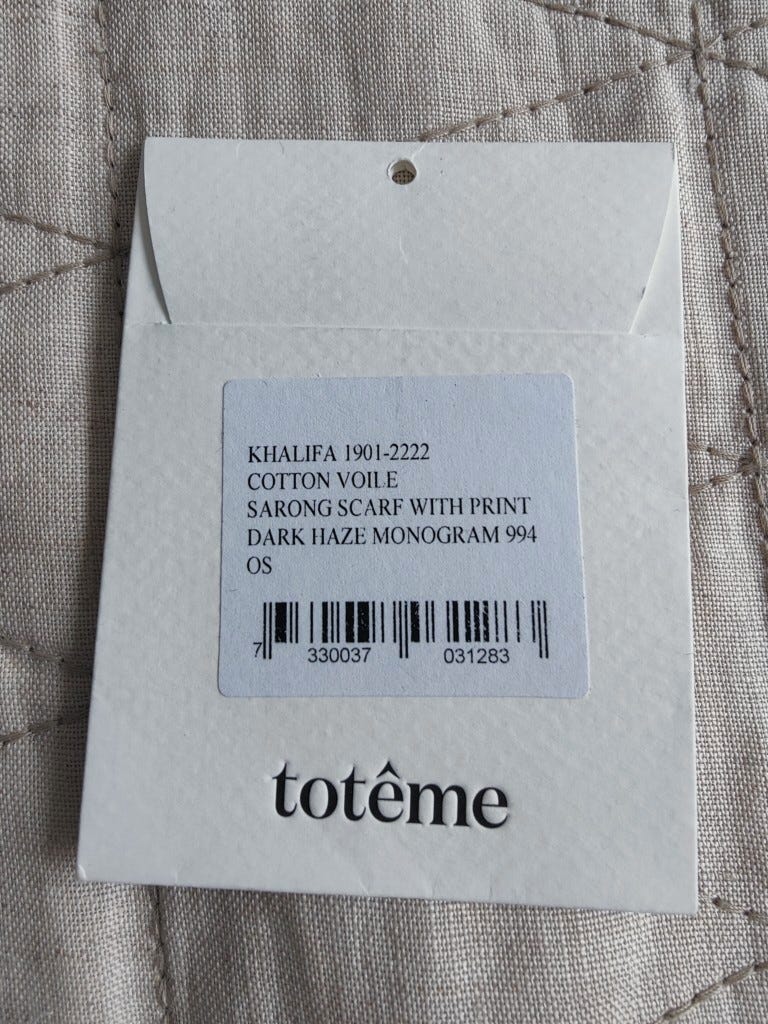 KHALIFA 1901-2222
COTTON VOILE
SARONG SCARF WITH PRINT
DARK HAZE MONOGRAM 994
OS
7 330037 031283
totême